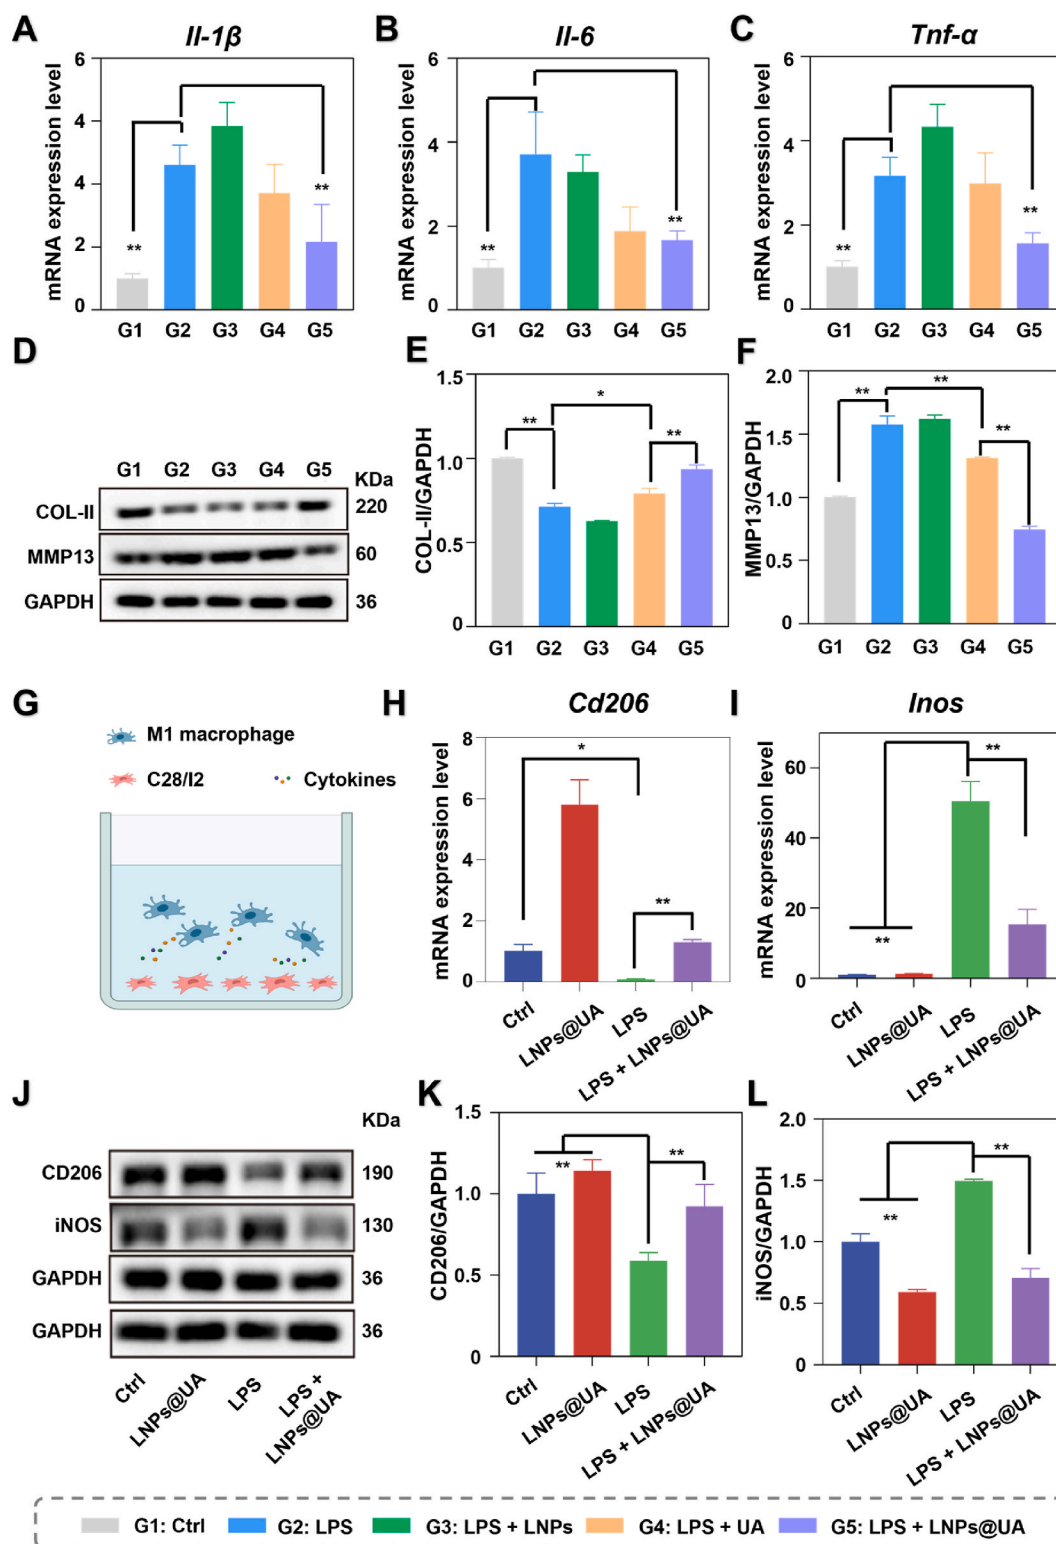 A
Il-1β
mRNA expression level
6
4
2
0
**
**
G1 G2 G3 G4 G5
B
Il-6
mRNA expression level
6
4
2
0
**
**
G1 G2 G3 G4 G5
C
Tnf-α
mRNA expression level
6
4
2
0
**
**
G1 G2 G3 G4 G5
D
G1 G2 G3 G4 G5
KDa
COL-II 220
MMP13 60
GAPDH 36
E
COL-II/GAPDH
1.5
1.0
0.5
0
**
*
**
G1 G2 G3 G4 G5
F
MMP13/GAPDH
2.0
1.5
1.0
0.5
0
**
**
**
G1 G2 G3 G4 G5
G
M1 macrophage
C28/I2
Cytokines
H
Cd206
mRNA expression level
8
6
4
2
0
*
**
Ctrl
LNPs@UA
LPS
LPS + LNPs@UA
I
Inos
mRNA expression level
60
40
20
0
**
**
Ctrl
LNPs@UA
LPS
LPS + LNPs@UA
J
KDa
CD206 190
iNOS 130
GAPDH 36
GAPDH 36
Ctrl
LNPs@UA
LPS
LPS +
LNPs@UA
K
CD206/GAPDH
1.5
1.0
0.5
0
**
**
Ctrl
LNPs@UA
LPS
LPS + LNPs@UA
L
iNOS/GAPDH
2.0
1.5
1.0
0.5
0
**
**
Ctrl
LNPs@UA
LPS
LPS + LNPs@UA
G1: Ctrl G2: LPS G3: LPS + LNPs G4: LPS + UA G5: LPS + LNPs@UA